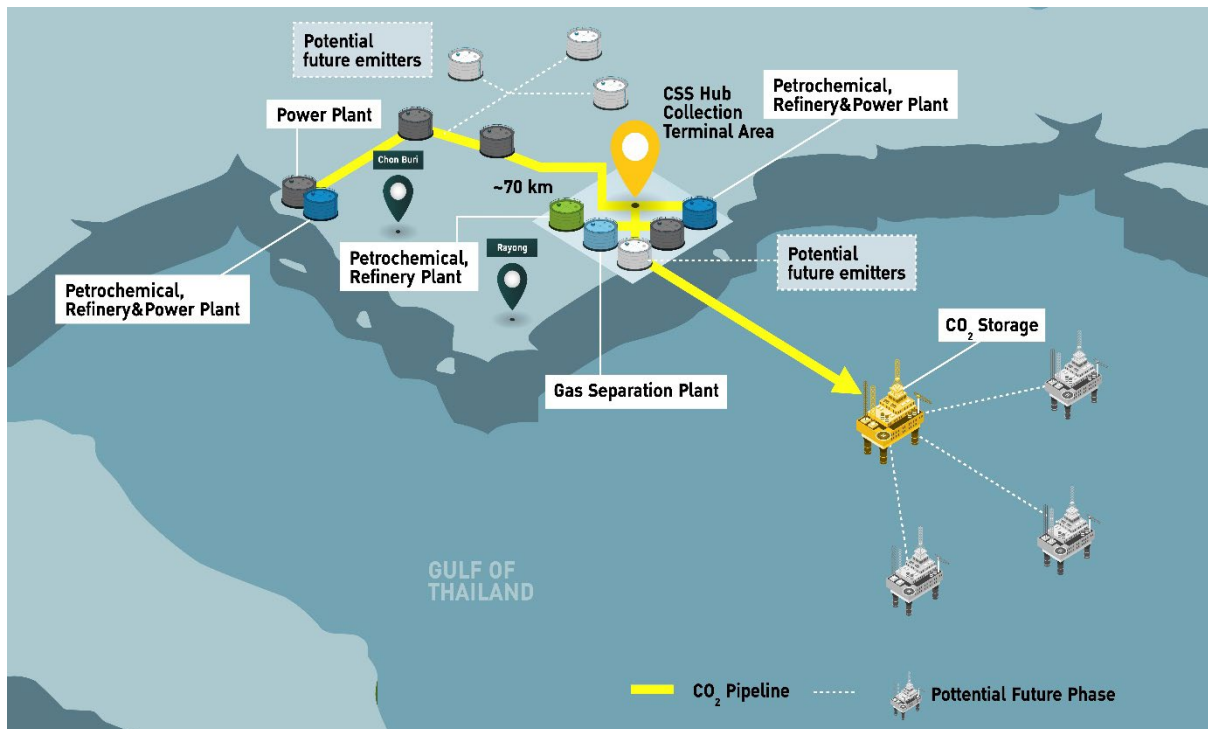 Potential
future emitters
Power Plant
CSS Hub
Collection
Terminal Area
Petrochemical,
Refinery&Power Plant
Chon Buri
~70 km
Rayong
Petrochemical,
Refinery Plant
Potential
future emitters
Petrochemical,
Refinery&Power Plant
Gas Separation Plant
CO₂ Storage
GULF OF
THAILAND
CO₂ Pipeline
Pottential Future Phase